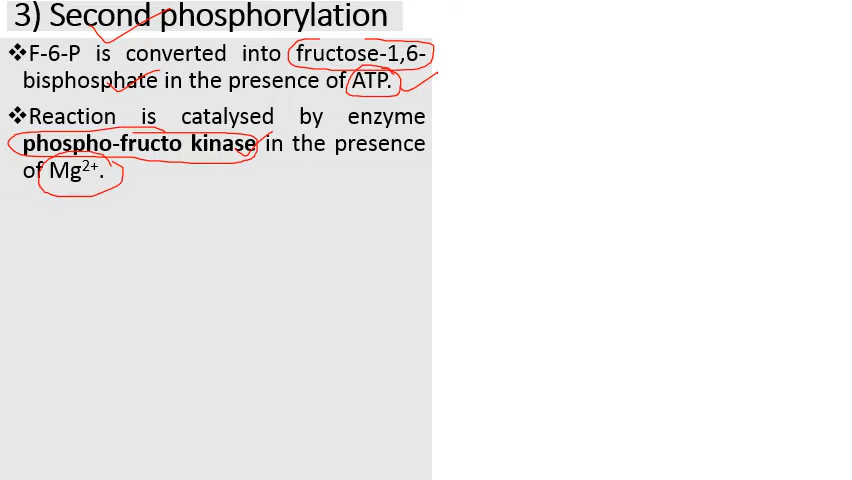 3) Second phosphorylation
❖F-6-P is converted into fructose-1,6-
bisphosphate in the presence of ATP.
❖Reaction is catalysed by enzyme
phospho-fructo kinase in the presence
of Mg²⁺.